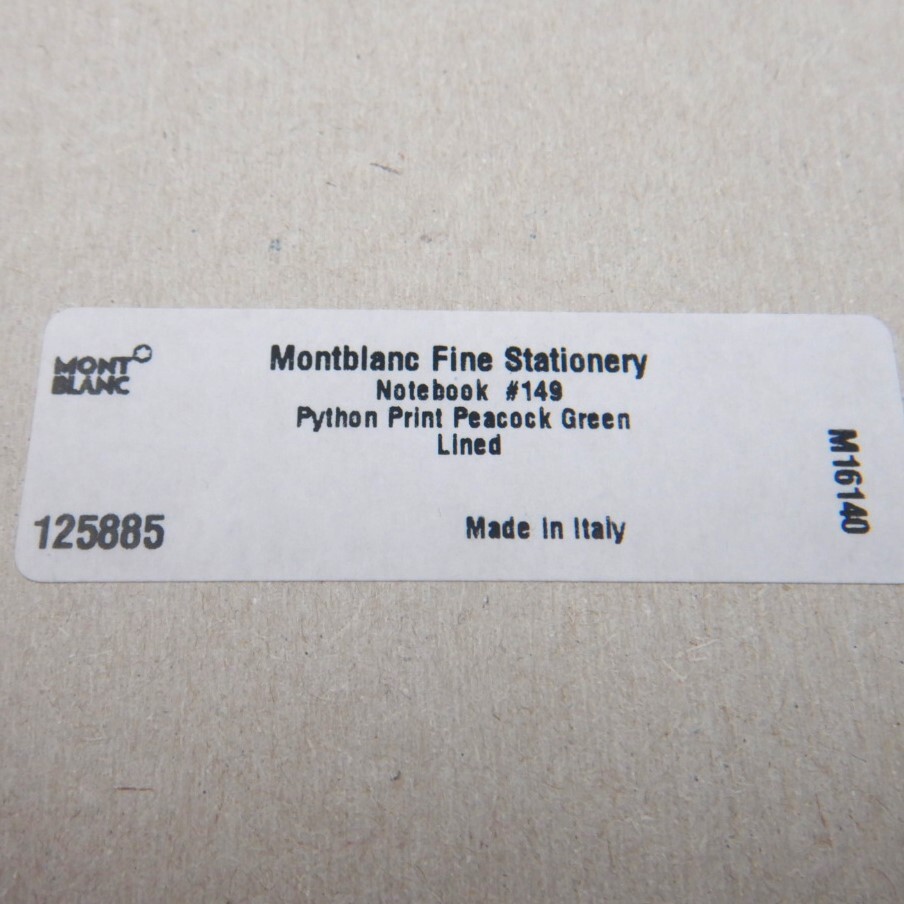 MONT
BLANC
Montblanc Fine Stationery
Notebook #149
Python Print Peacock Green
Lined
125885
Made in Italy
M16140